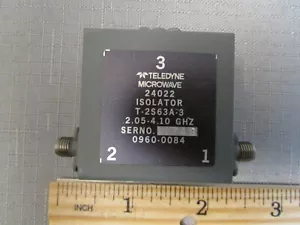 3
TELEDYNE
MICROWAVE
24022
ISOLATOR
T-2S63A-3
2.05-4.10 GHZ
SERNO.
0960-0084
2 1
1 2 3
INCHES